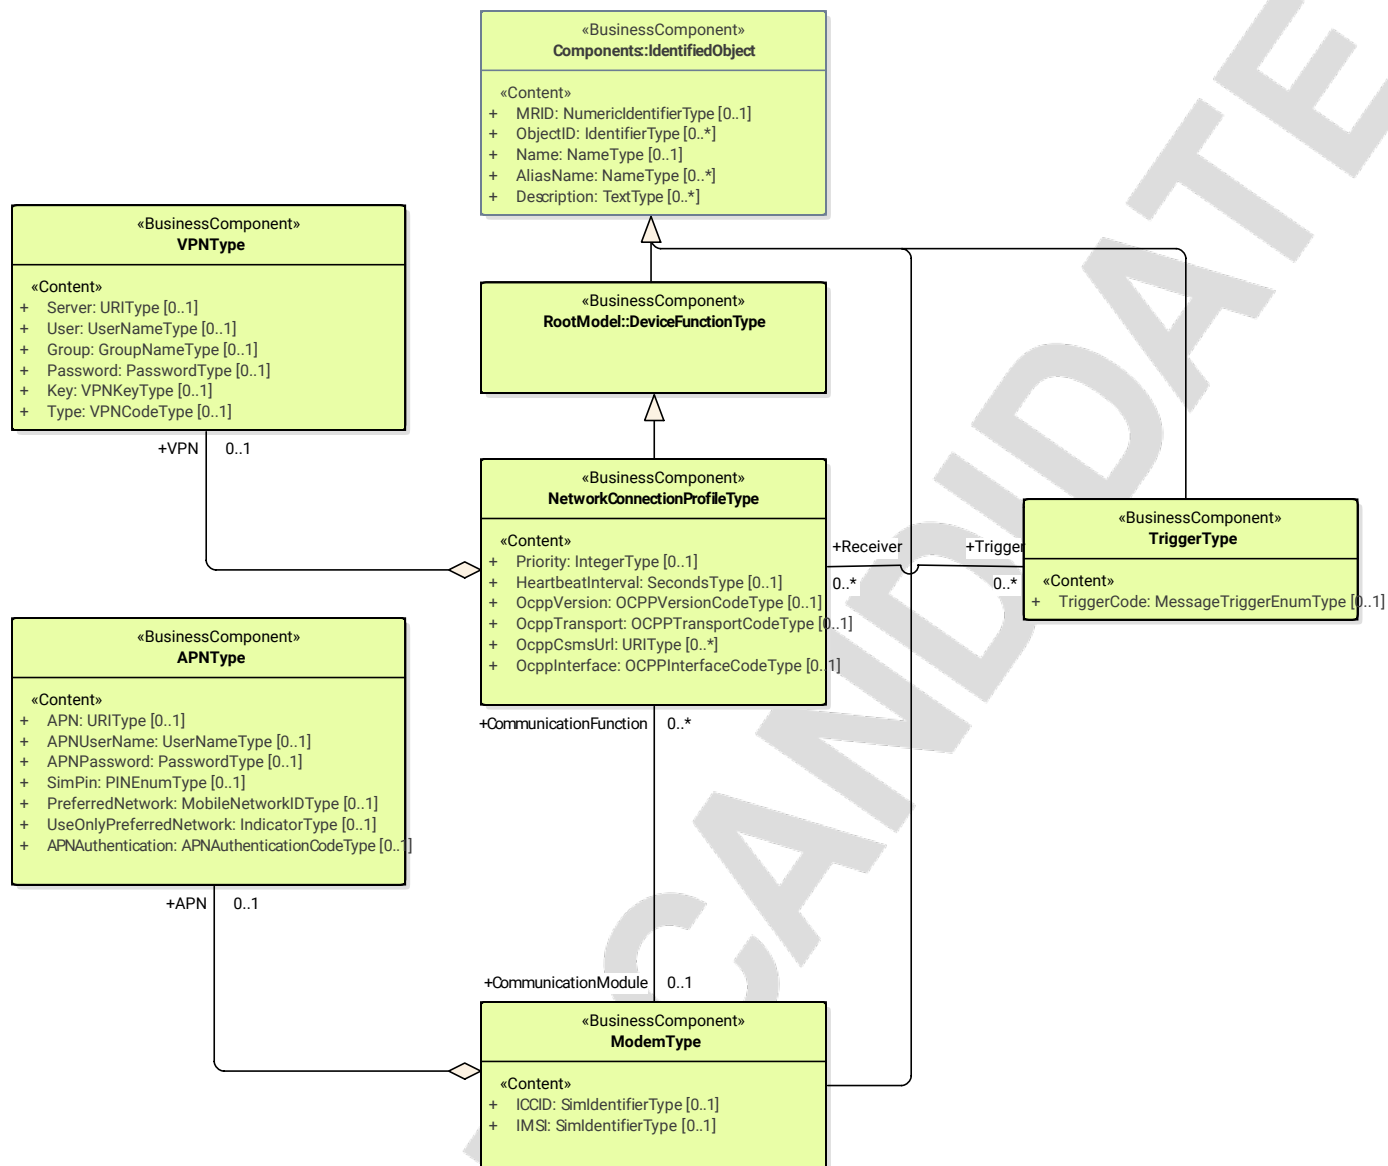 «BusinessComponent»
Components::IdentifiedObject
«Content»
+ MRID: NumericIdentifierType [0..1]
+ ObjectID: IdentifierType [0..*]
+ Name: NameType [0..1]
+ AliasName: NameType [0..*]
+ Description: TextType [0..*]
«BusinessComponent»
VPNType
«Content»
+ Server: URIType [0..1]
+ User: UserNameType [0..1]
+ Group: GroupNameType [0..1]
+ Password: PasswordType [0..1]
+ Key: VPNKeyType [0..1]
+ Type: VPNCodeType [0..1]
+VPN 0..1
«BusinessComponent»
RootModel::DeviceFunctionType
«BusinessComponent»
NetworkConnectionProfileType
«Content»
+ Priority: IntegerType [0..1]
+ HeartbeatInterval: SecondsType [0..1]
+ OcppVersion: OCPPVersionCodeType [0..1]
+ OcppTransport: OCPPTransportCodeType [0..1]
+ OcppCsmsUrl: URIType [0..*]
+ OcppInterface: OCPPInterfaceCodeType [0..1]
+Receiver
0..*
+Trigger
0..*
«BusinessComponent»
TriggerType
«Content»
+ TriggerCode: MessageTriggerEnumType [0..1]
«BusinessComponent»
APNType
«Content»
+ APN: URIType [0..1]
+ APNUserName: UserNameType [0..1]
+ APNPassword: PasswordType [0..1]
+ SimPin: PINEnumType [0..1]
+ PreferredNetwork: MobileNetworkIDType [0..1]
+ UseOnlyPreferredNetwork: IndicatorType [0..1]
+ APNAuthentication: APNAuthenticationCodeType [0..1]
+APN 0..1
+CommunicationFunction 0..*
+CommunicationModule 0..1
«BusinessComponent»
ModemType
«Content»
+ ICCID: SimIdentifierType [0..1]
+ IMSI: SimIdentifierType [0..1]
CANDIDATE